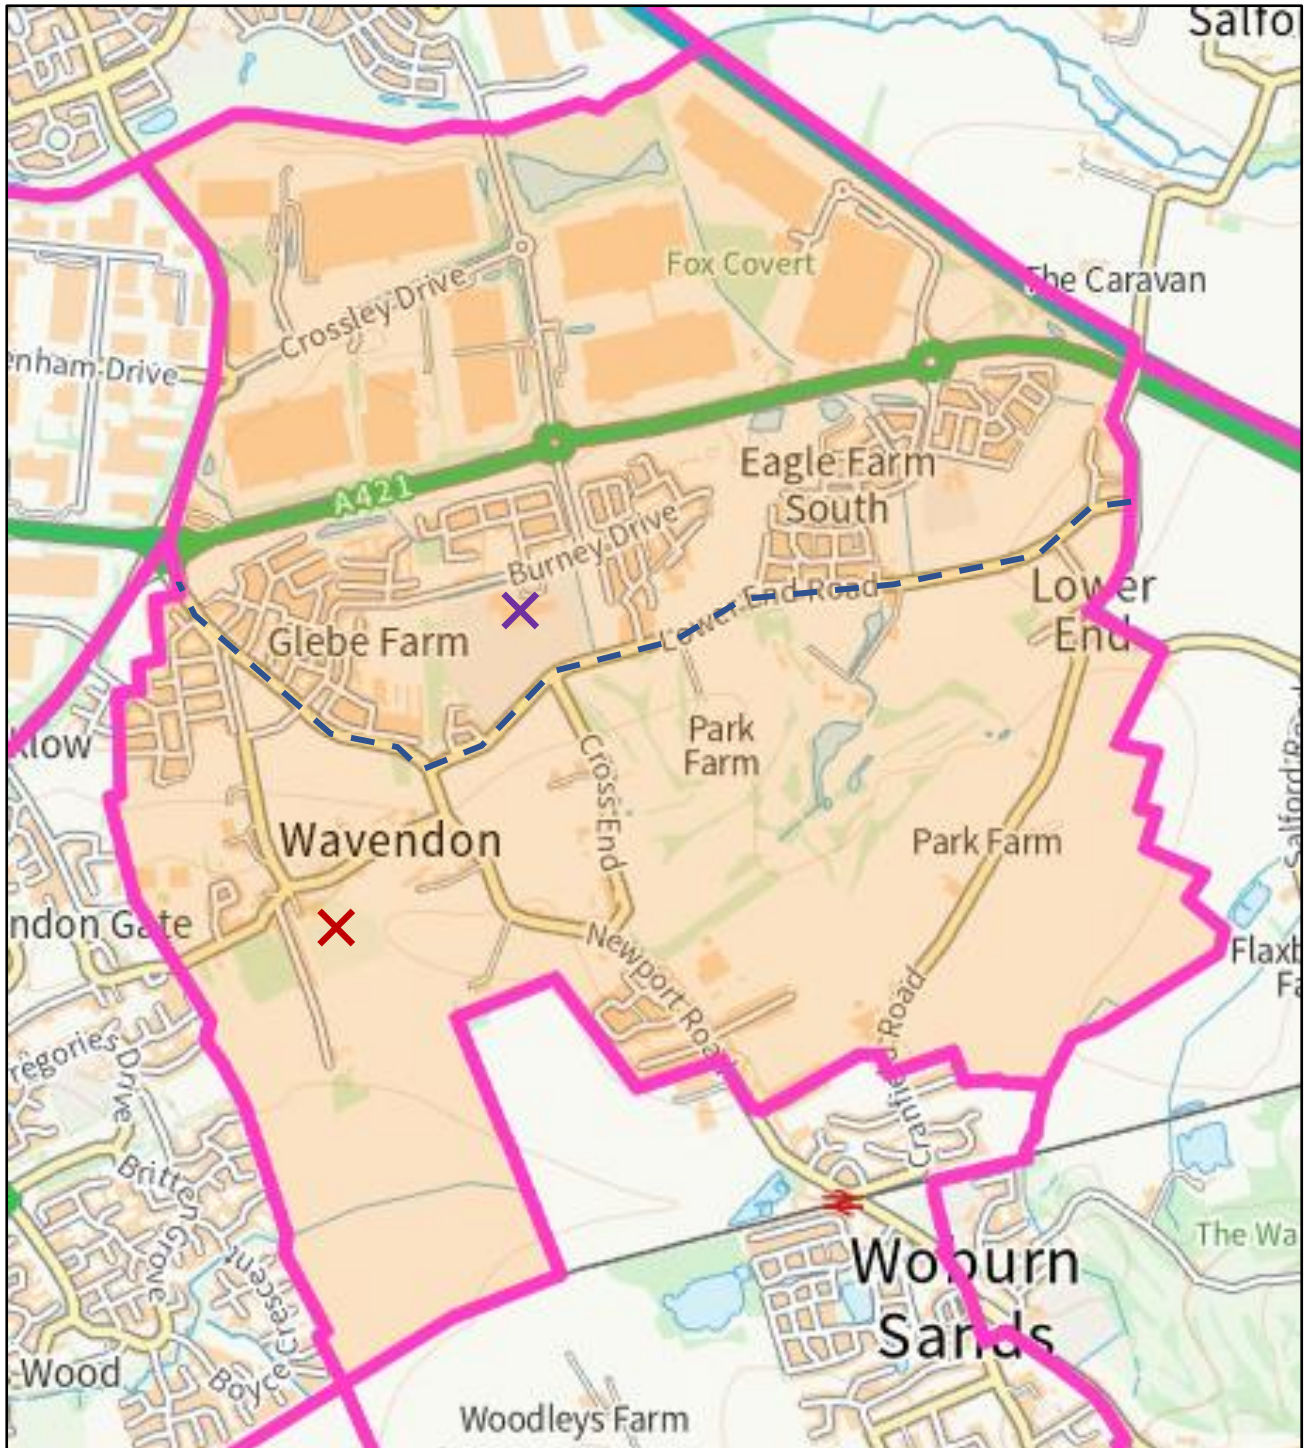 Salfo
The Caravan
Fox Covert
Crossley Drive
enham Drive
A421
Eagle Farm
South
Burney Drive
Lower End Road
Lower
End
Glebe Farm
klow
Park
Farm
Cross End
Salford Road
Wavendon
Park Farm
ndon Gate
Newport Road
Flaxb
Fa
Cranfield Road
regories Drive
Britten Grove
The Wa
Woburn
Sands
Boyce Crescent
Wood
Woodleys Farm